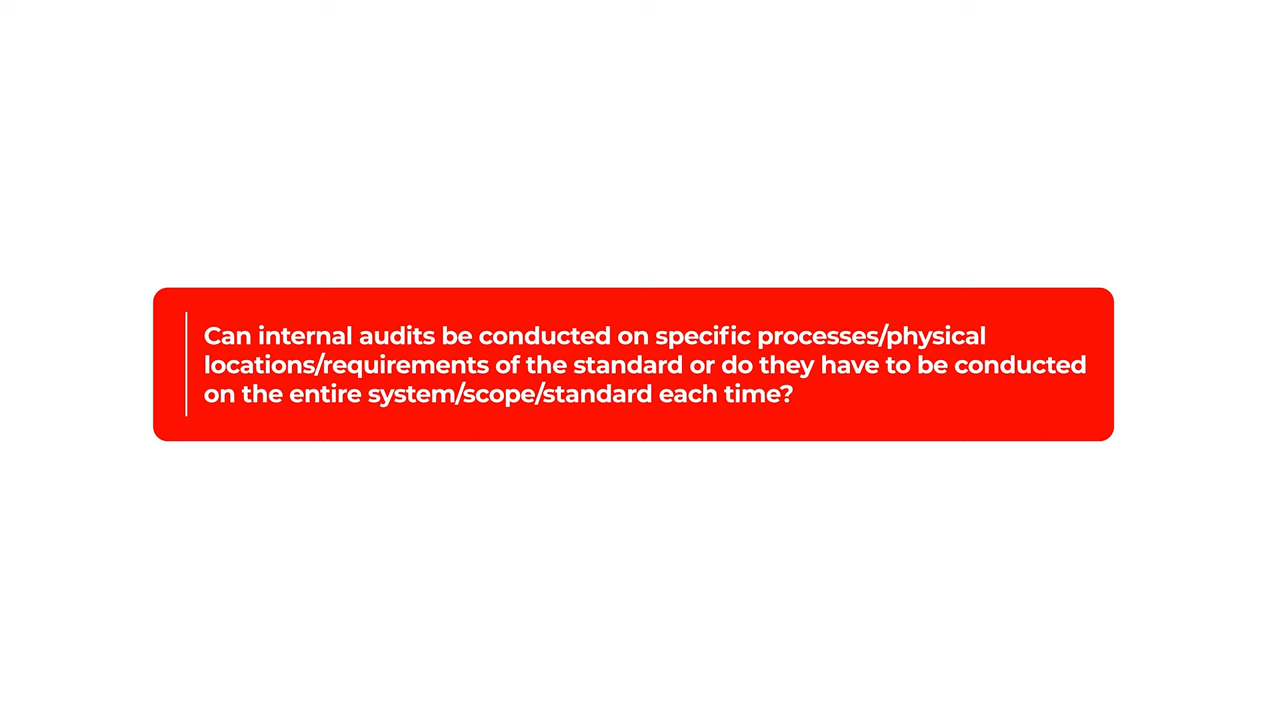 Can internal audits be conducted on specific processes/physical
locations/requirements of the standard or do they have to be conducted
on the entire system/scope/standard each time?